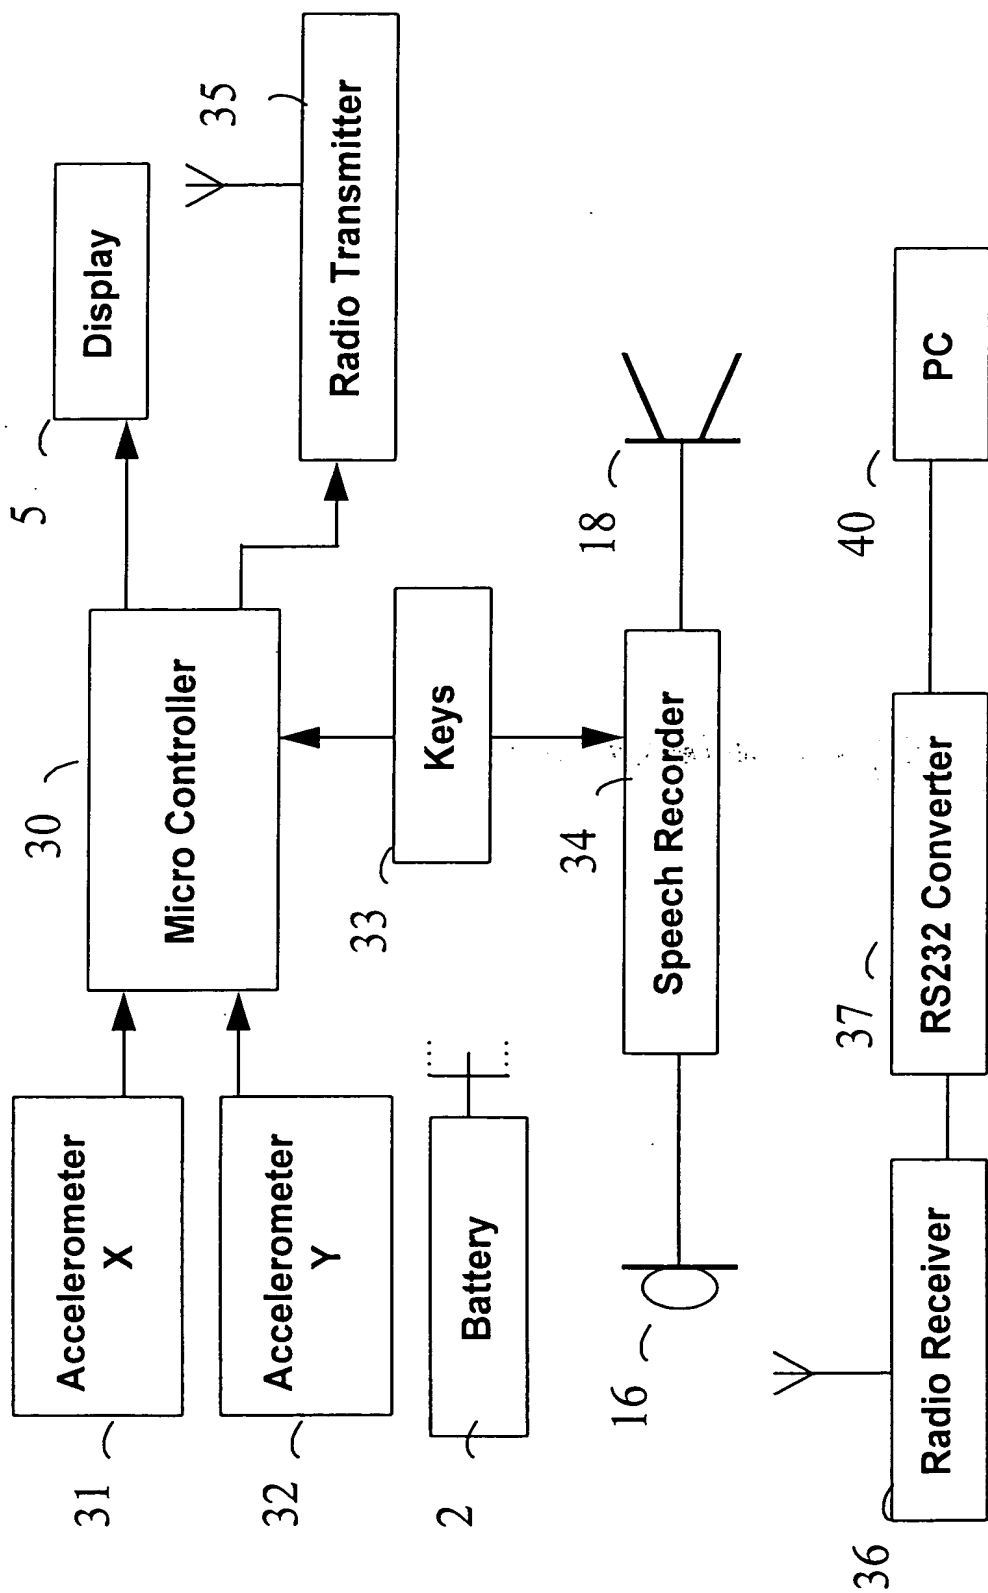 31
Accelerometer
X
32
Accelerometer
Y
2
Battery
30
Micro Controller
5
Display
35
Radio Transmitter
33
Keys
16
34
Speech Recorder
18
36
Radio Receiver
37
RS232 Converter
40
PC